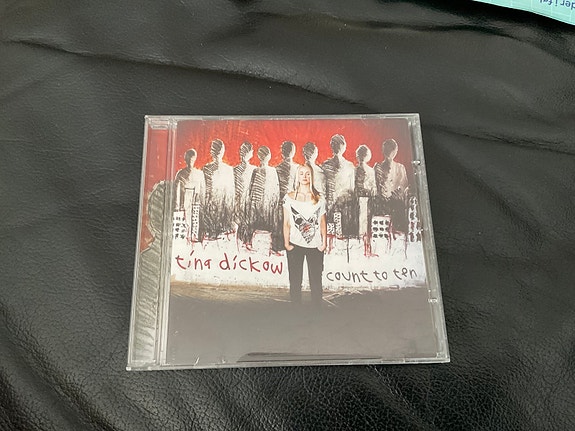 tina dickow
count to ten